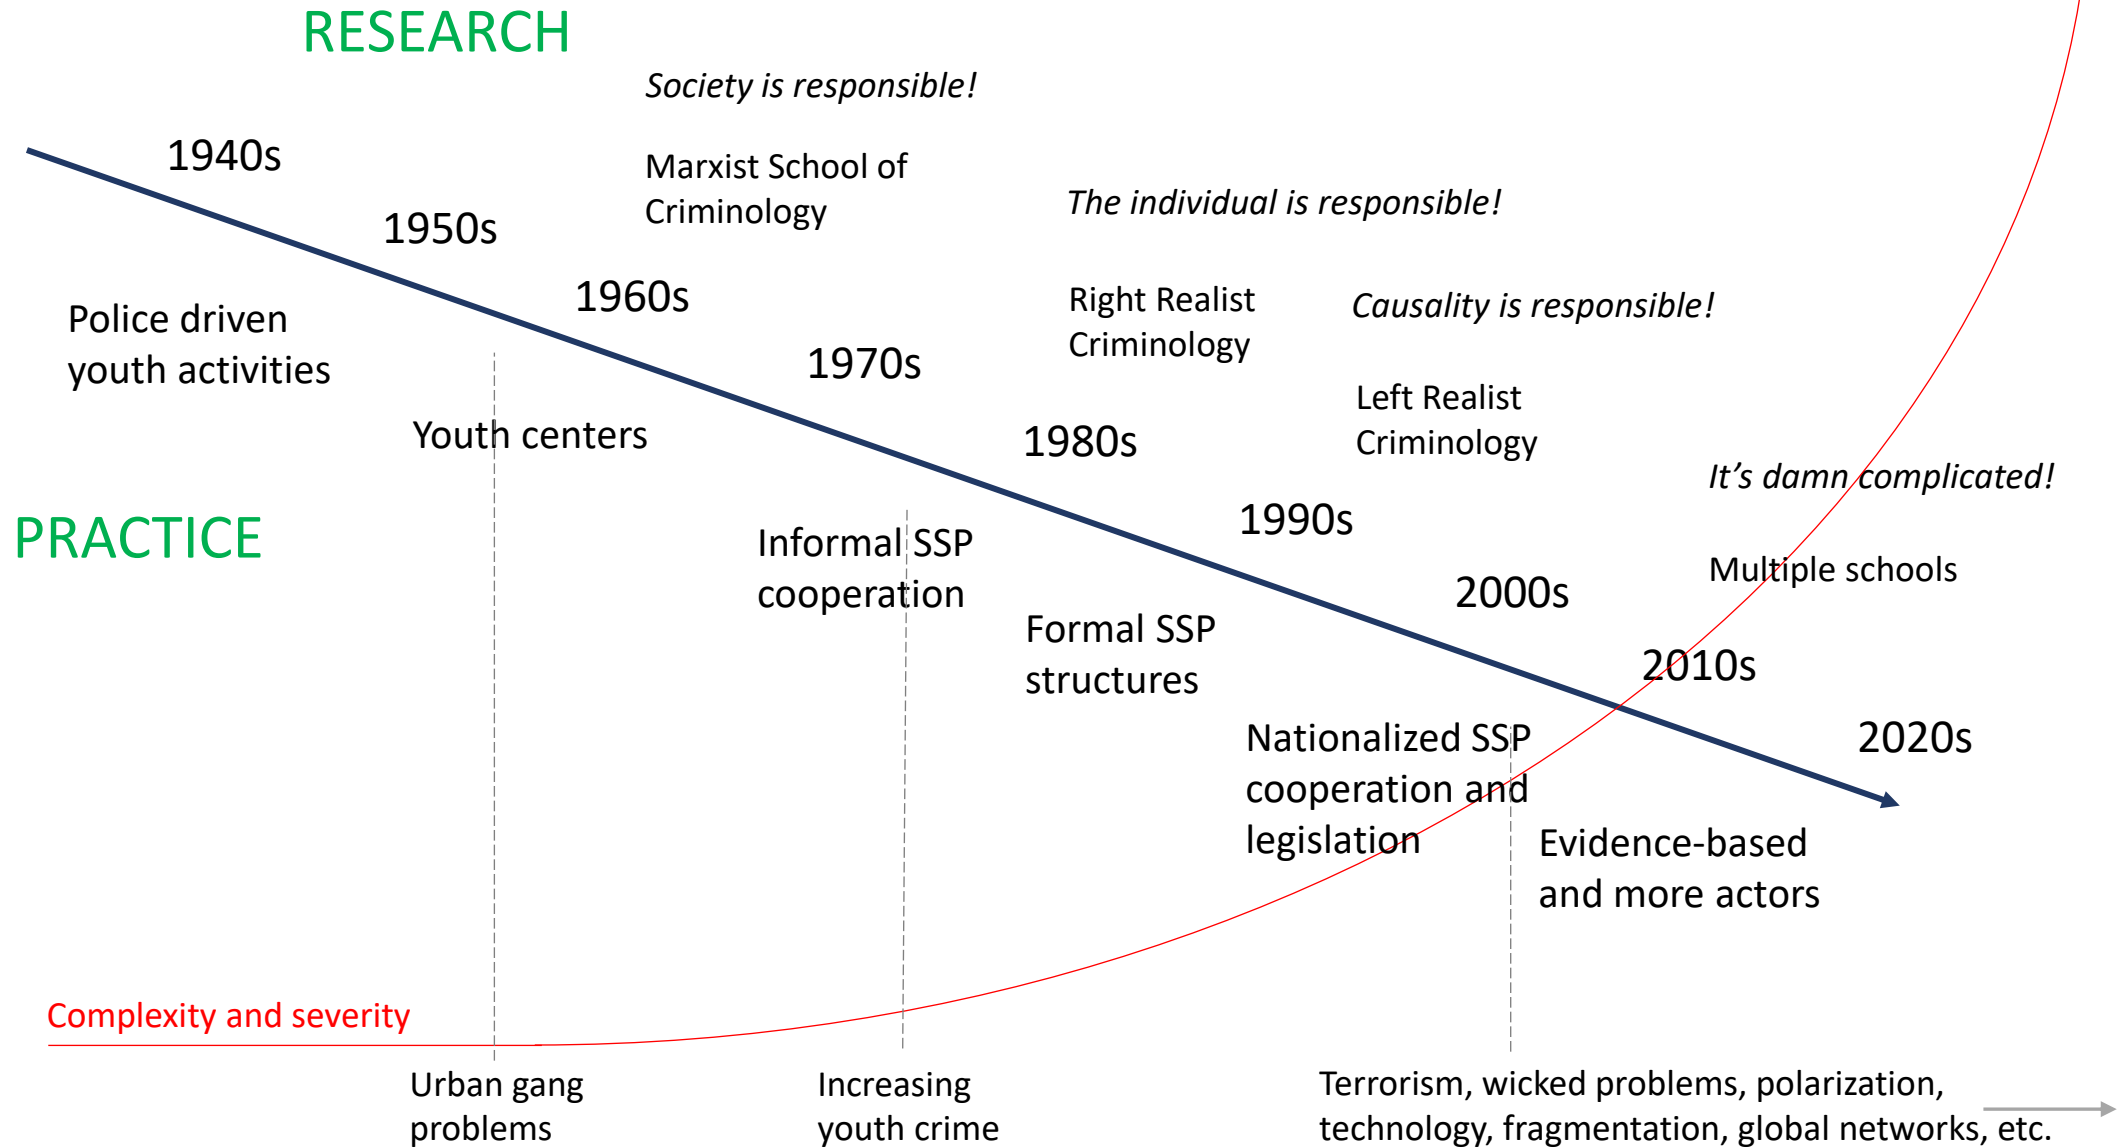 RESEARCH
Society is responsible!
1940s
Marxist School of
Criminology
1950s
The individual is responsible!
1960s
Right Realist
Criminology
Causality is responsible!
Police driven
youth activities
1970s
Left Realist
Criminology
Youth centers
1980s
It’s damn complicated!
PRACTICE
1990s
Informal SSP
cooperation
Multiple schools
2000s
Formal SSP
structures
2010s
Nationalized SSP
cooperation and
legislation
2020s
Evidence-based
and more actors
Complexity and severity
Urban gang
problems
Increasing
youth crime
Terrorism, wicked problems, polarization,
technology, fragmentation, global networks, etc.